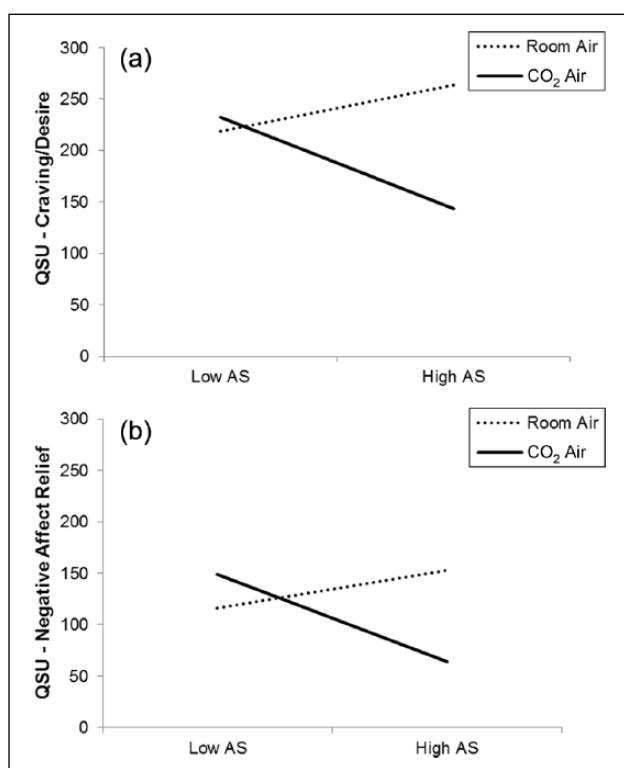 (a)
Room Air
CO₂ Air
QSU - Craving/Desire
300
250
200
150
100
50
0
Low AS
High AS
(b)
Room Air
CO₂ Air
QSU - Negative Affect Relief
300
250
200
150
100
50
0
Low AS
High AS